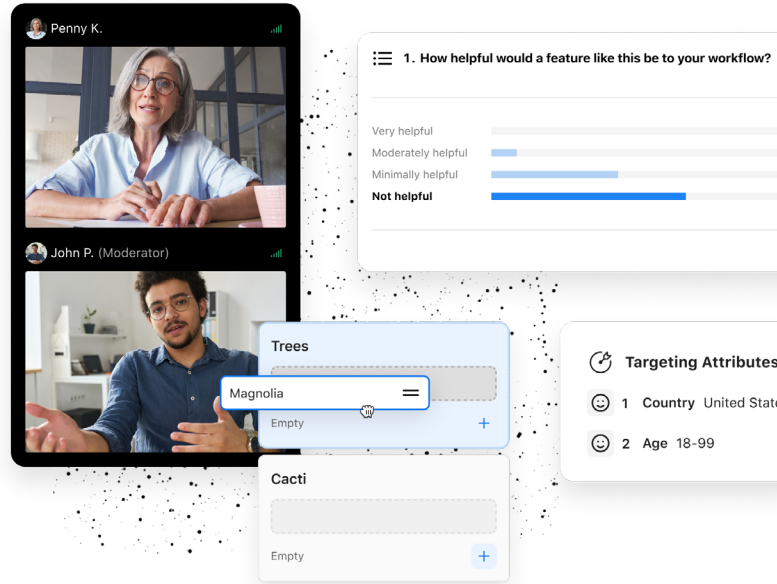 Penny K.
John P. (Moderator)
1. How helpful would a feature like this be to your workflow?
Very helpful
Moderately helpful
Minimally helpful
Not helpful
Trees
Magnolia
Empty
Cacti
Empty
Targeting Attributes
1 Country United
2 Age 18-99